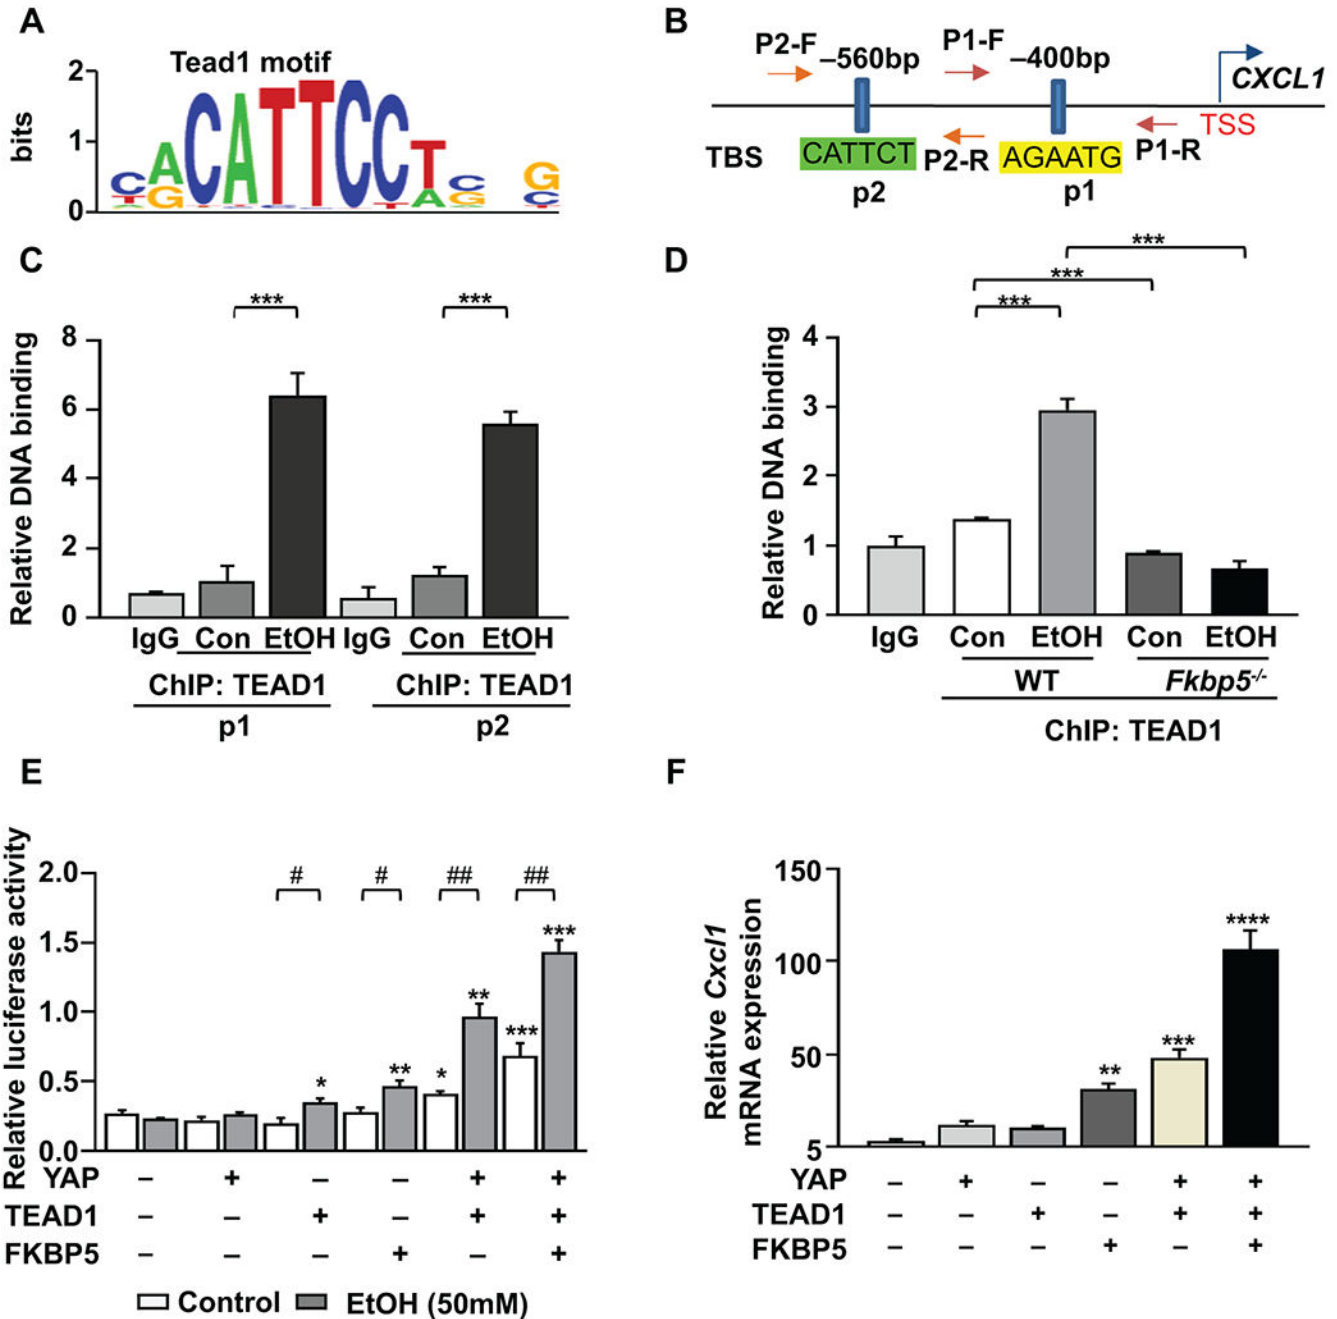 A
Tead1 motif
2
1
0
bits
CATTCC
B
P2-F
–560bp
P1-F
–400bp
CXCL1
TSS
TBS
CATTCT
P2-R
AGAATG
P1-R
p2
p1
C
***
***
8
6
4
2
0
Relative DNA binding
IgG Con EtOH IgG Con EtOH
ChIP: TEAD1
ChIP: TEAD1
p1
p2
D
***
***
***
4
3
2
1
0
Relative DNA binding
IgG Con EtOH Con EtOH
WT
Fkbp5-/-
ChIP: TEAD1
E
# # ## ##
2.0
1.5
1.0
0.5
0.0
Relative luciferase activity
* ** * ** *** ***
YAP – + – – + +
TEAD1 – – + – + +
FKBP5 – – – + – +
Control EtOH (50mM)
F
150
100
50
5
Relative Cxcl1
mRNA expression
** *** ****
YAP – + – – + +
TEAD1 – – + – + +
FKBP5 – – – + – +